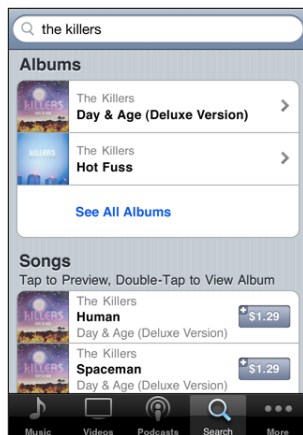 the killers
Albums
The Killers
Day & Age (Deluxe Version)
The Killers
Hot Fuss
See All Albums
Songs
Tap to Preview, Double-Tap to View Album
The Killers
Human
$1.29
Day & Age (Deluxe Version)
The Killers
Spaceman
$1.29
Day & Age (Deluxe Version)
Music Videos Podcasts Search More